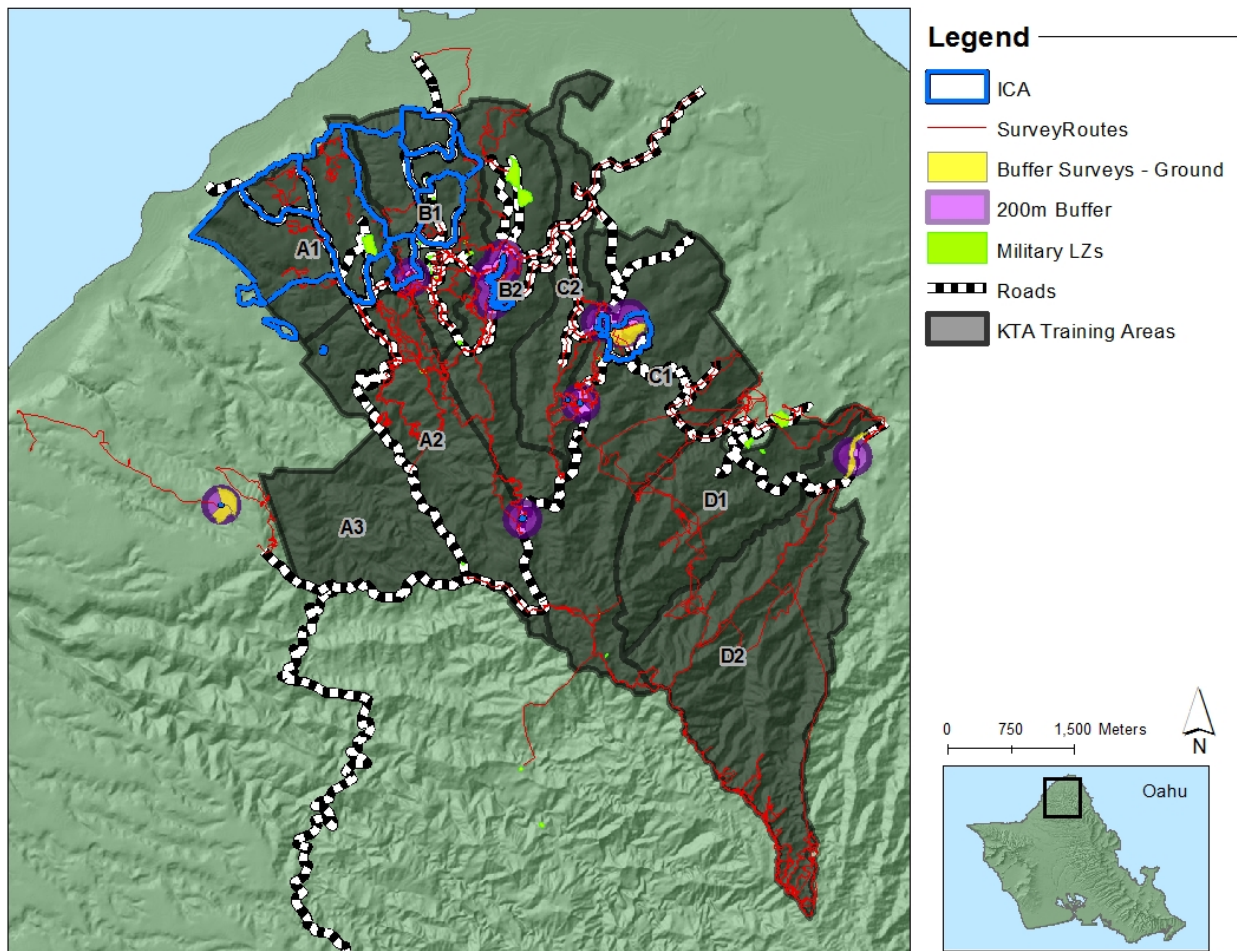 Legend
ICA
SurveyRoutes
Buffer Surveys - Ground
200m Buffer
Military LZs
Roads
KTA Training Areas
A1
B1
B2
C2
C1
A2
A3
D1
D2
0 750 1,500 Meters
N
Oahu